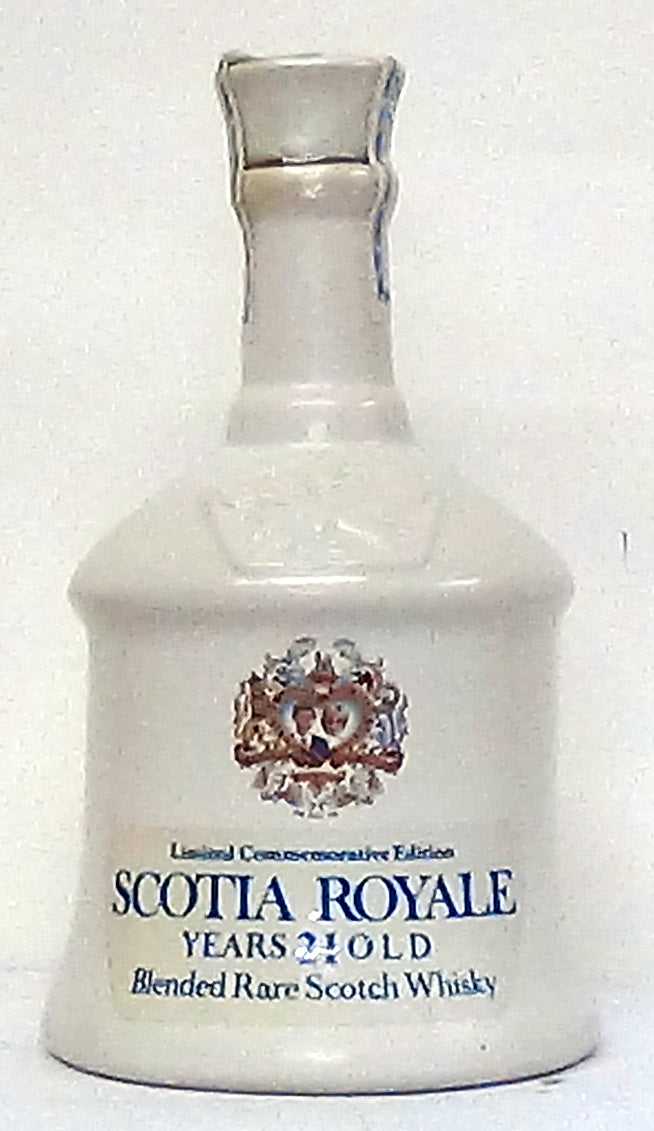 Limited Commemorative Edition
SCOTIA ROYALE
YEARS 21 OLD
Blended Rare Scotch Whisky